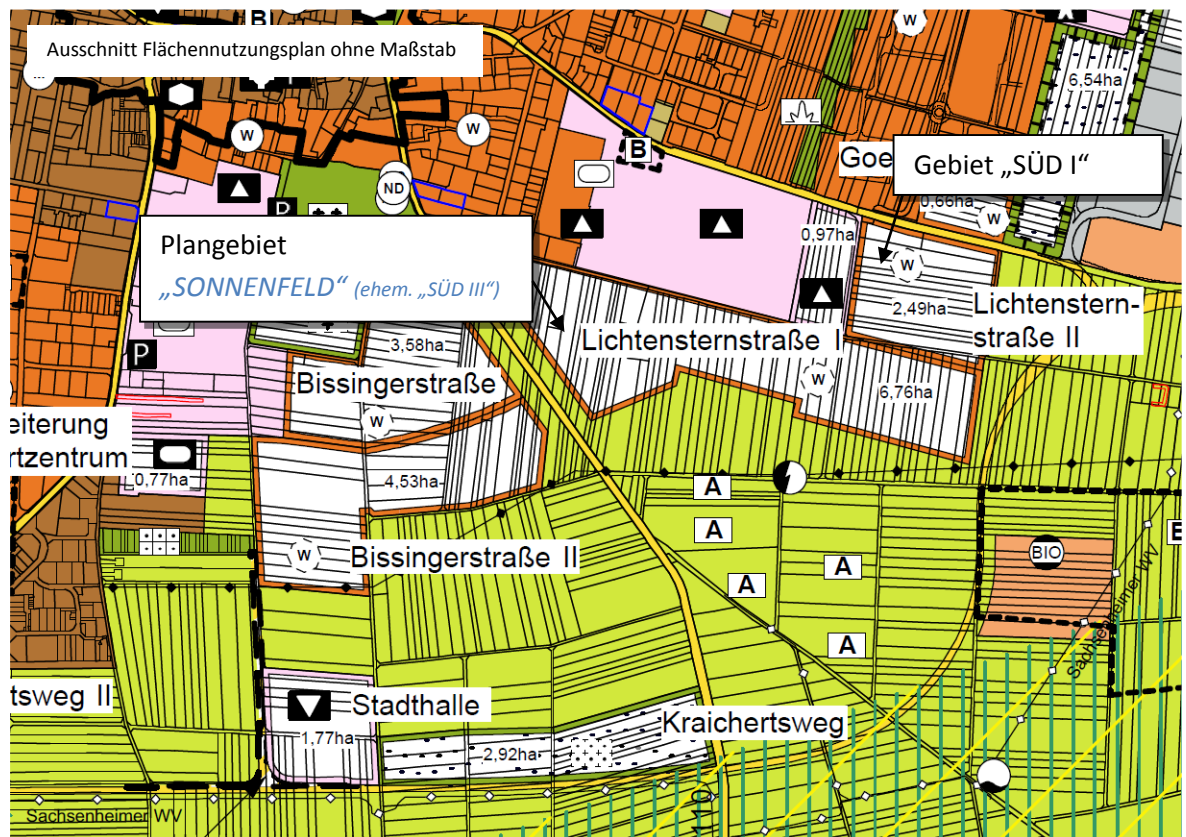 B
Ausschnitt Flächennutzungsplan ohne Maßstab
W
6,54ha
W
W
B
Goe
Gebiet „SÜD I“
ND
0,66ha
W
P
Plangebiet
„SONNENFELD“ (ehem. „SÜD III“)
0,97ha
W
2,49ha
Lichtenstern-
straße II
Lichtensternstraße I
3,58ha
P
Bissingerstraße
W
6,76ha
W
eiterung
rtzentrum
0,77ha
4,53ha
A
A
BIO
E
W
Bissingerstraße II
A
A
A
Sachsenheimer WV
tsweg II
Stadthalle
1,77ha
Kraichertsweg
2,92ha
Sachsenheimer WV